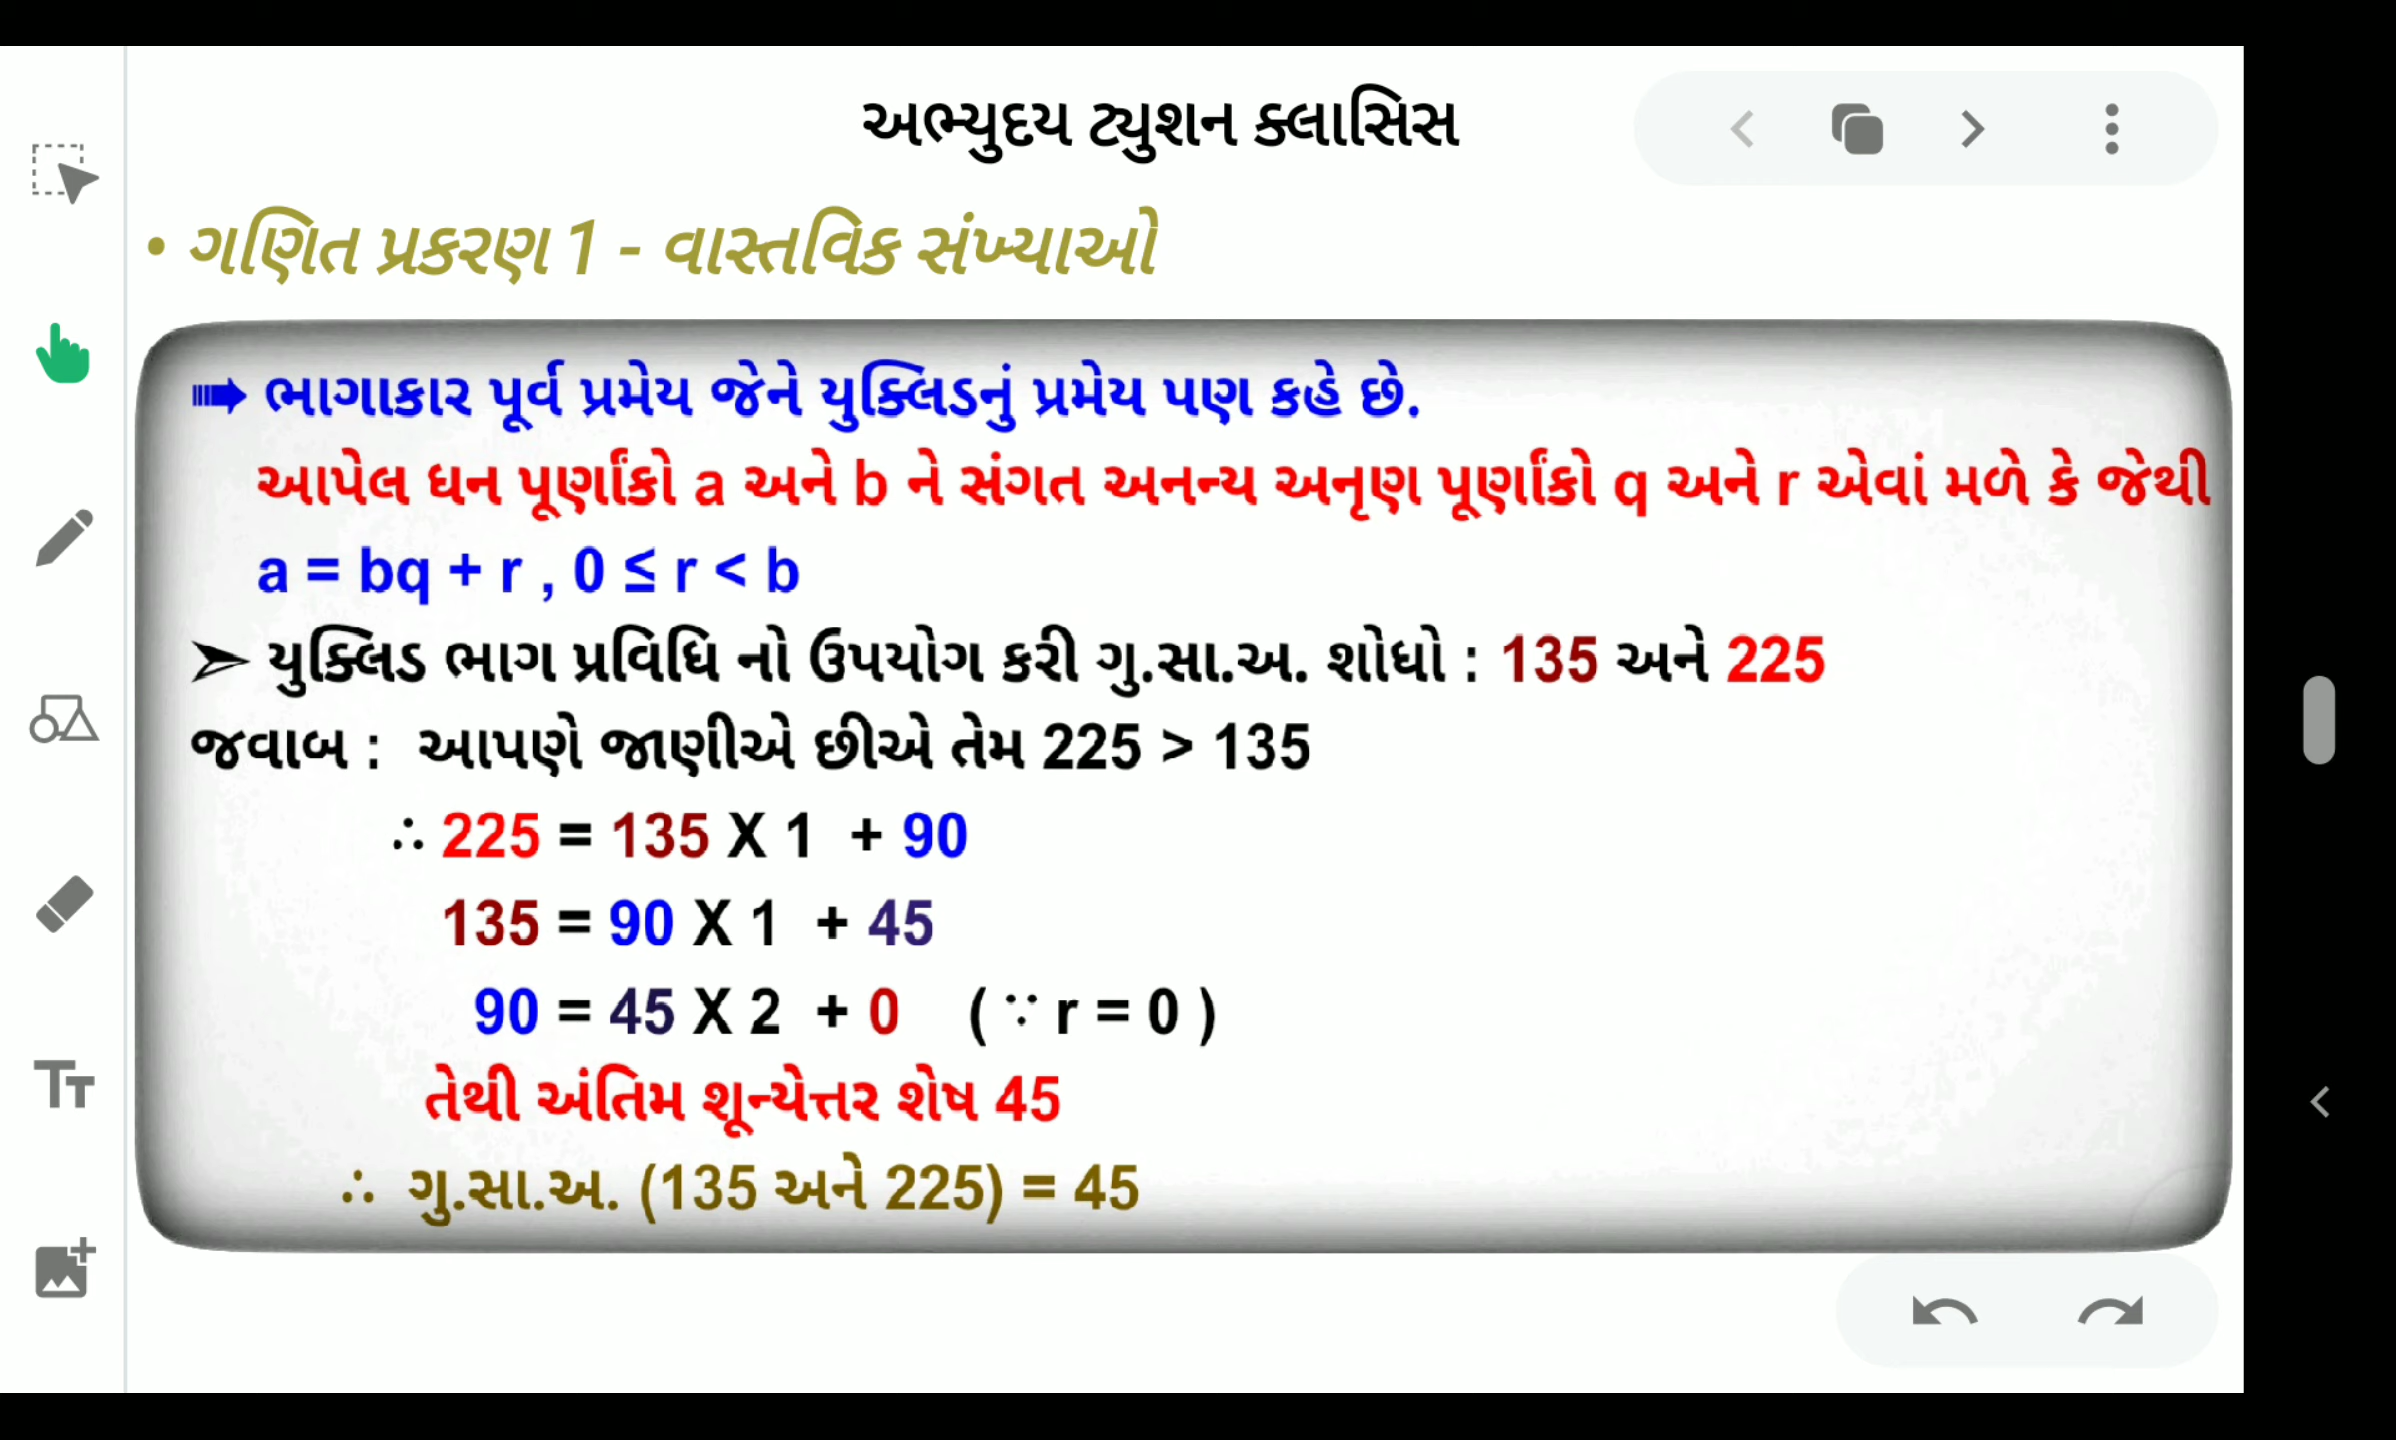 અભ્યુદય ટ્યુશન ક્લાસિસ
• ગણિત પ્રકરણ 1 - વાસ્તવિક સંખ્યાઓ
➠ ભાગાકાર પૂર્વ પ્રમેય જેને યુક્લિડનું પ્રમેય પણ કહે છે.
આપેલ ધન પૂર્ણાંકો a અને b ને સંગત અનન્ય અનૃણ પૂર્ણાંકો q અને r એવાં મળે કે જેથી
a = bq + r , 0 ≤ r < b
➢ યુક્લિડ ભાગ પ્રવિધિ નો ઉપયોગ કરી ગુ.સા.અ. શોધો : 135 અને 225
જવાબ : આપણે જાણીએ છીએ તેમ 225 > 135
∴ 225 = 135 X 1 + 90
135 = 90 X 1 + 45
90 = 45 X 2 + 0 ( ∵ r = 0 )
તેથી અંતિમ શૂન્યેત્તર શેષ 45
∴ ગુ.સા.અ. (135 અને 225) = 45
Tт